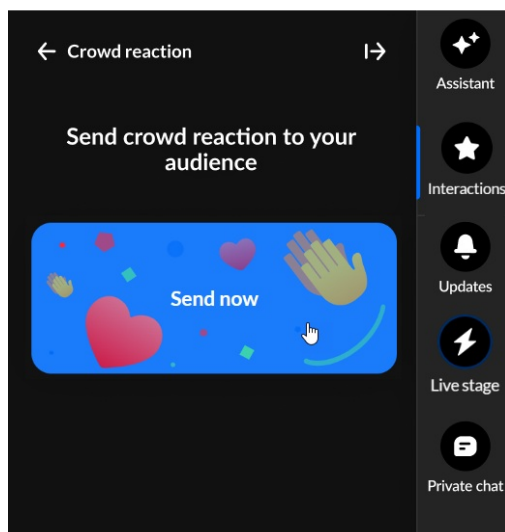 Crowd reaction
Send crowd reaction to your
audience
Send now
Assistant
Interactions
Updates
Live stage
Private chat